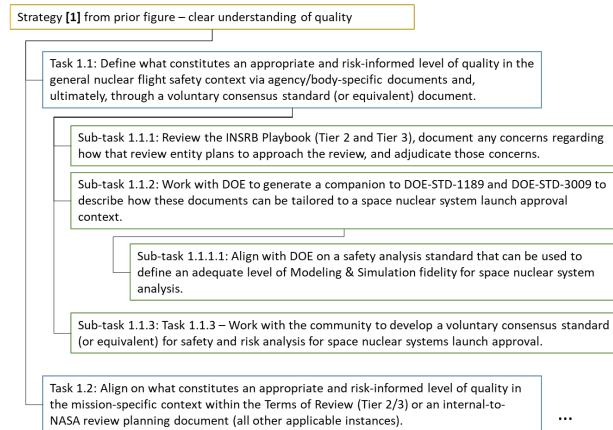 Strategy [1] from prior figure – clear understanding of quality
Task 1.1: Define what constitutes an appropriate and risk-informed level of quality in the
general nuclear flight safety context via agency/body-specific documents and,
ultimately, through a voluntary consensus standard (or equivalent) document.
Sub-task 1.1.1: Review the INSRB Playbook (Tier 2 and Tier 3), document any concerns regarding
how that review entity plans to approach the review, and adjudicate those concerns.
Sub-task 1.1.2: Work with DOE to generate a companion to DOE-STD-1189 and DOE-STD-3009 to
describe how these documents can be tailored to a space nuclear system launch approval
context.
Sub-task 1.1.1.1: Align with DOE on a safety analysis standard that can be used to
define an adequate level of Modeling & Simulation fidelity for space nuclear system
analysis.
Sub-task 1.1.3: Task 1.1.3 – Work with the community to develop a voluntary consensus standard
(or equivalent) for safety and risk analysis for space nuclear systems launch approval.
Task 1.2: Align on what constitutes an appropriate and risk-informed level of quality in
the mission-specific context within the Terms of Review (Tier 2/3) or an internal-to-
NASA review planning document (all other applicable instances).
...